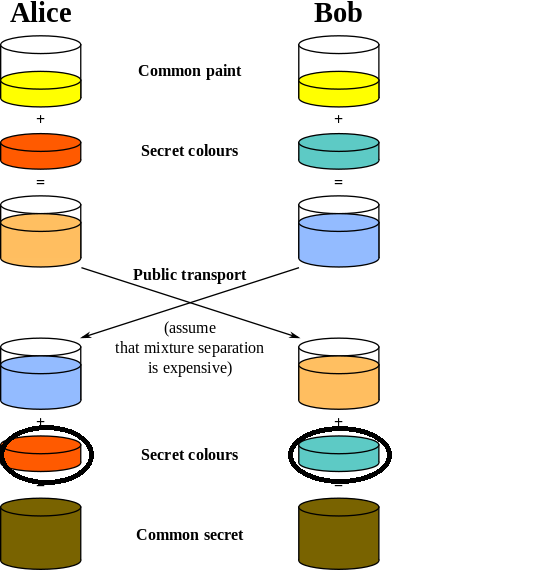 Alice
Bob
Common paint
+
+
Secret colours
=
=
Public transport
(assume
that mixture separation
is expensive)
+
+
Secret colours
=
=
Common secret